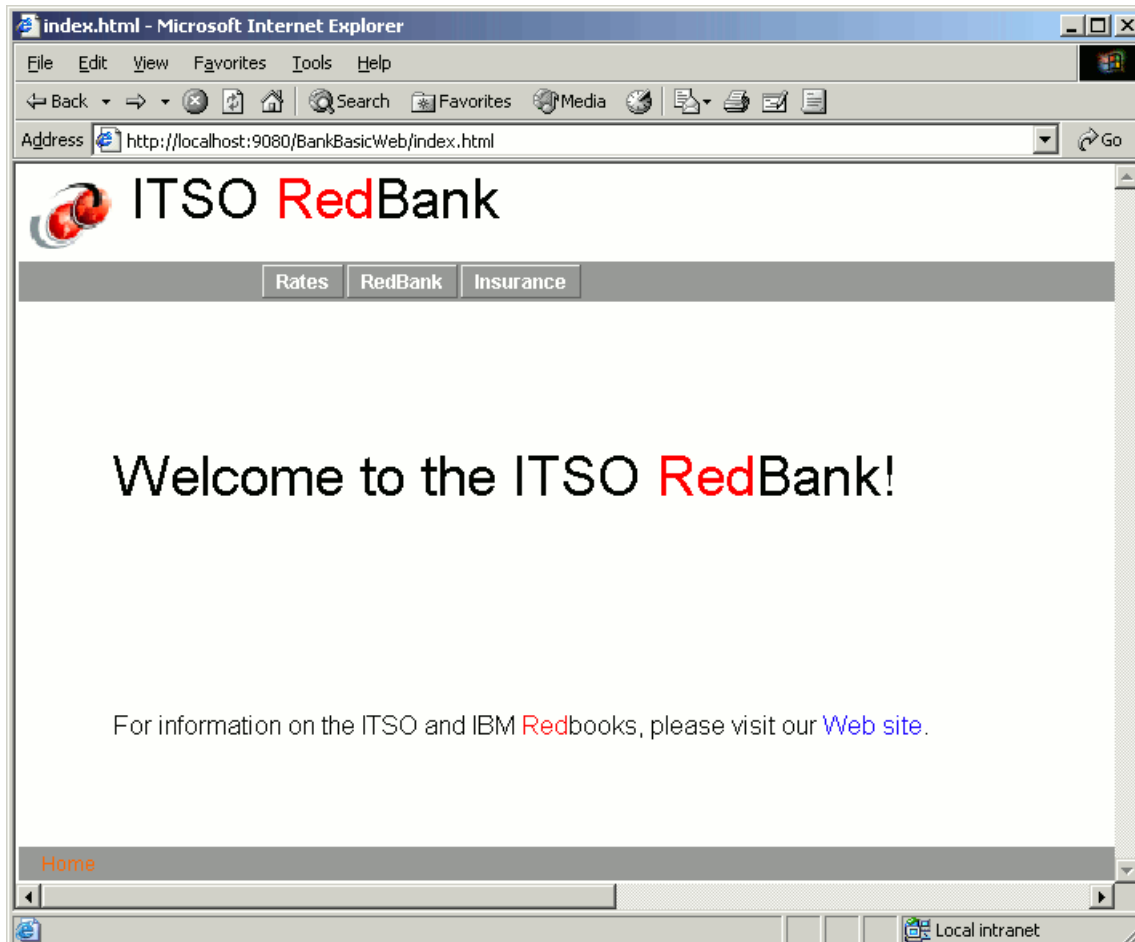 index.html - Microsoft Internet Explorer
File Edit View Favorites Tools Help
Back Search Favorites Media
Address http://localhost:9080/BankBasicWeb/index.html Go
ITSO RedBank
Rates RedBank Insurance
Welcome to the ITSO RedBank!
For information on the ITSO and IBM Redbooks, please visit our Web site.
Home
Local intranet